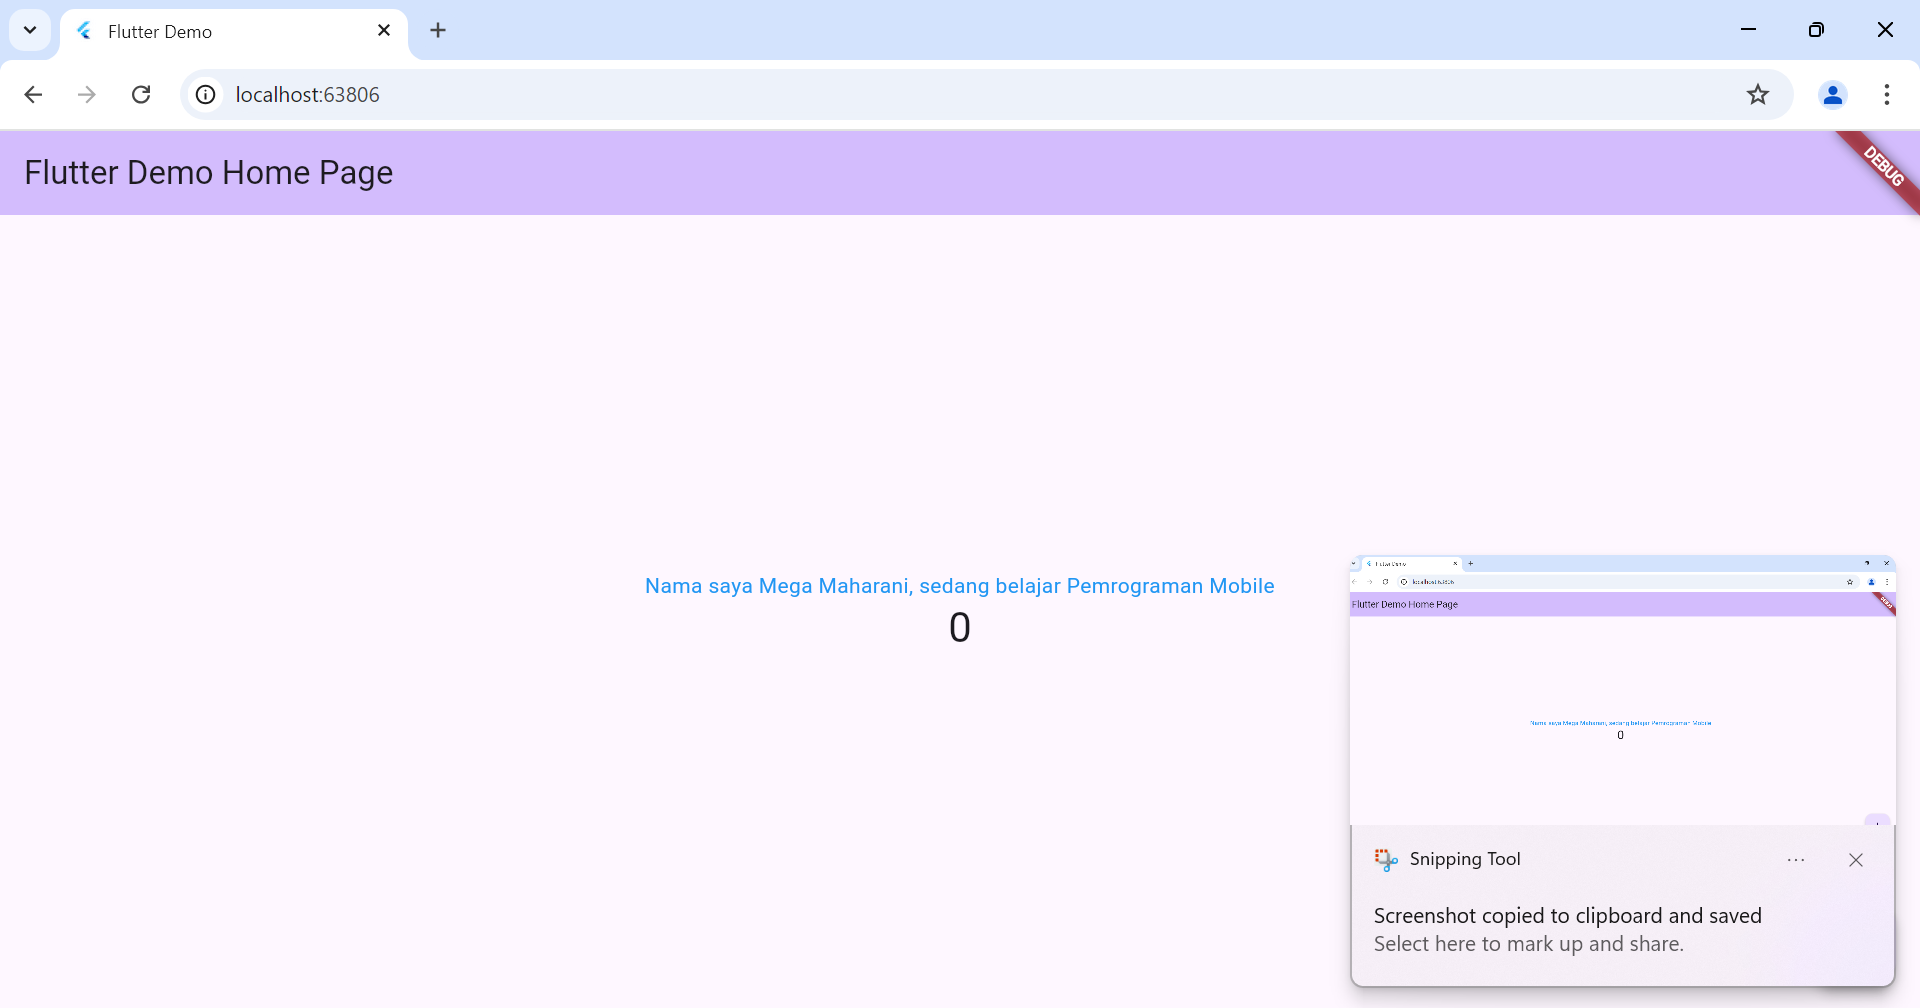 Flutter Demo
localhost:63806
Flutter Demo Home Page
DEBUG
Nama saya Mega Maharani, sedang belajar Pemrograman Mobile
0
Flutter Demo
localhost:63806
Flutter Demo Home Page
DEBUG
Nama saya Mega Maharani, sedang belajar Pemrograman Mobile
0
Snipping Tool
Screenshot copied to clipboard and saved
Select here to mark up and share.